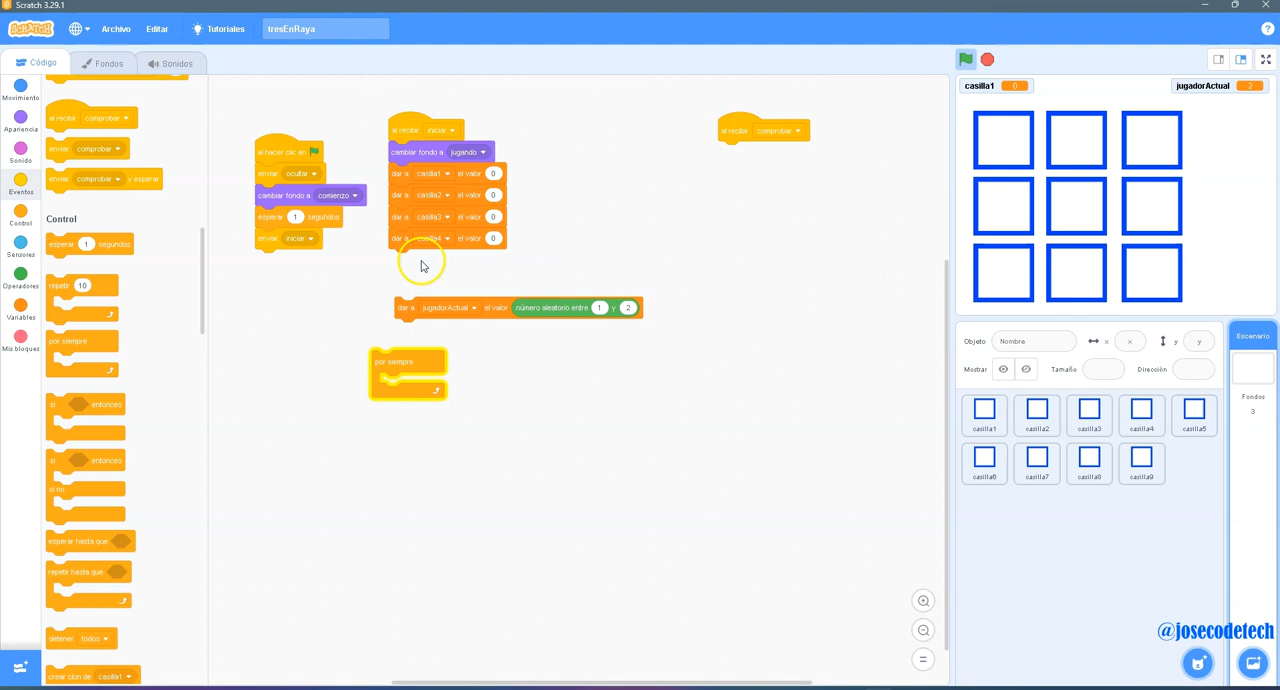 Scratch 3.29.1
SCRATCH
Archivo
Editar
Tutoriales
tresEnRaya
Código
Fondos
Sonidos
Movimiento
Apariencia
Sonido
Eventos
Control
Sensores
Operadores
Variables
Mis bloques
al recibir comprobar
enviar comprobar
enviar comprobar y esperar
Control
esperar 1 segundos
repetir 10
por siempre
si entonces
si entonces
si no
esperar hasta que
repetir hasta que
detener todos
crear clon de casilla1
al hacer clic en
enviar ocultar
cambiar fondo a comienzo
esperar 1 segundos
enviar iniciar
al recibir iniciar
cambiar fondo a jugando
dar a casilla1 el valor 0
dar a casilla2 el valor 0
dar a casilla3 el valor 0
dar a casilla4 el valor 0
dar a jugadorActual el valor número aleatorio entre 1 y 2
por siempre
al recibir comprobar
casilla1 0
jugadorActual 2
Objeto
Nombre
x
x
y
y
Mostrar
Tamaño
Dirección
Escenario
Fondos
3
casilla1
casilla2
casilla3
casilla4
casilla5
casilla6
casilla7
casilla8
casilla9
@josecodetech